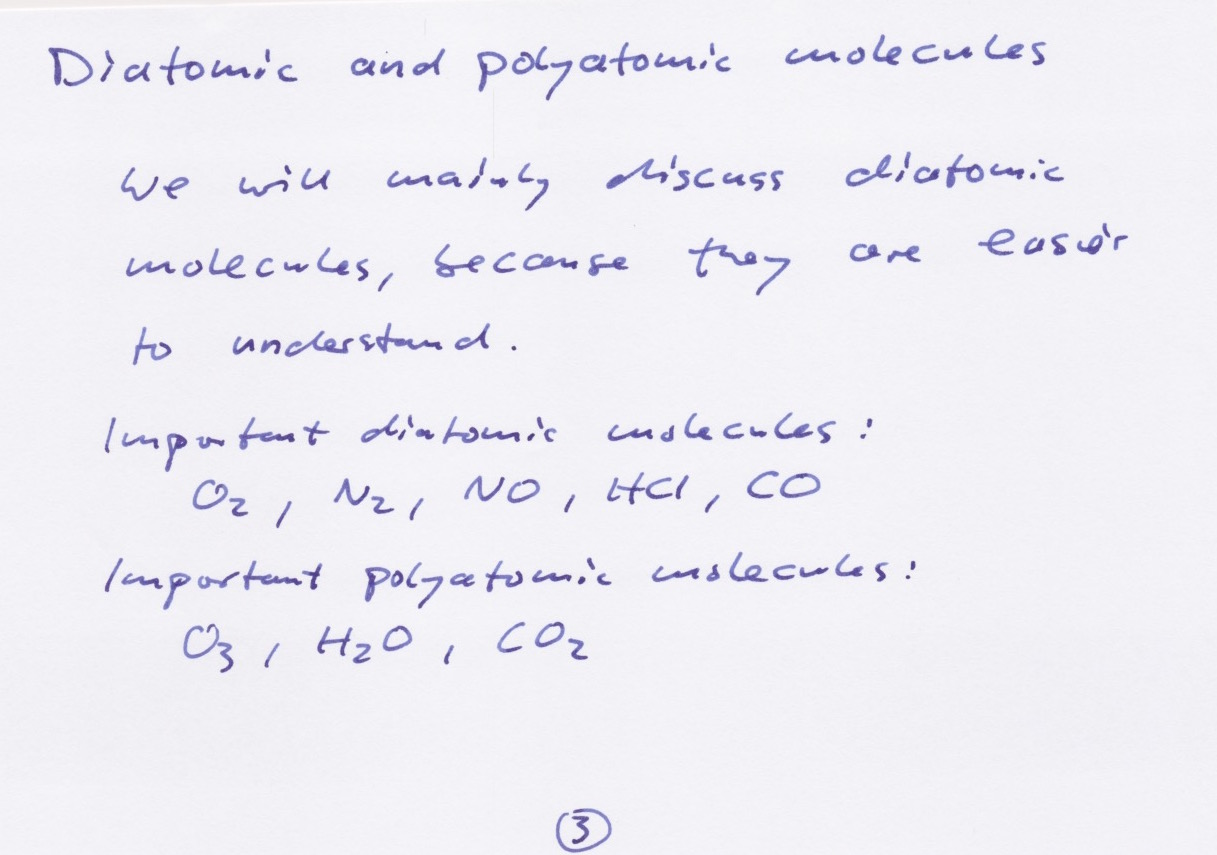 Diatomic and polyatomic molecules
We will mainly discuss diatomic
molecules, because they are easier
to understand.
Important diatomic molecules:
O₂, N₂, NO, HCl, CO
Important polyatomic molecules:
O₃, H₂O, CO₂
3